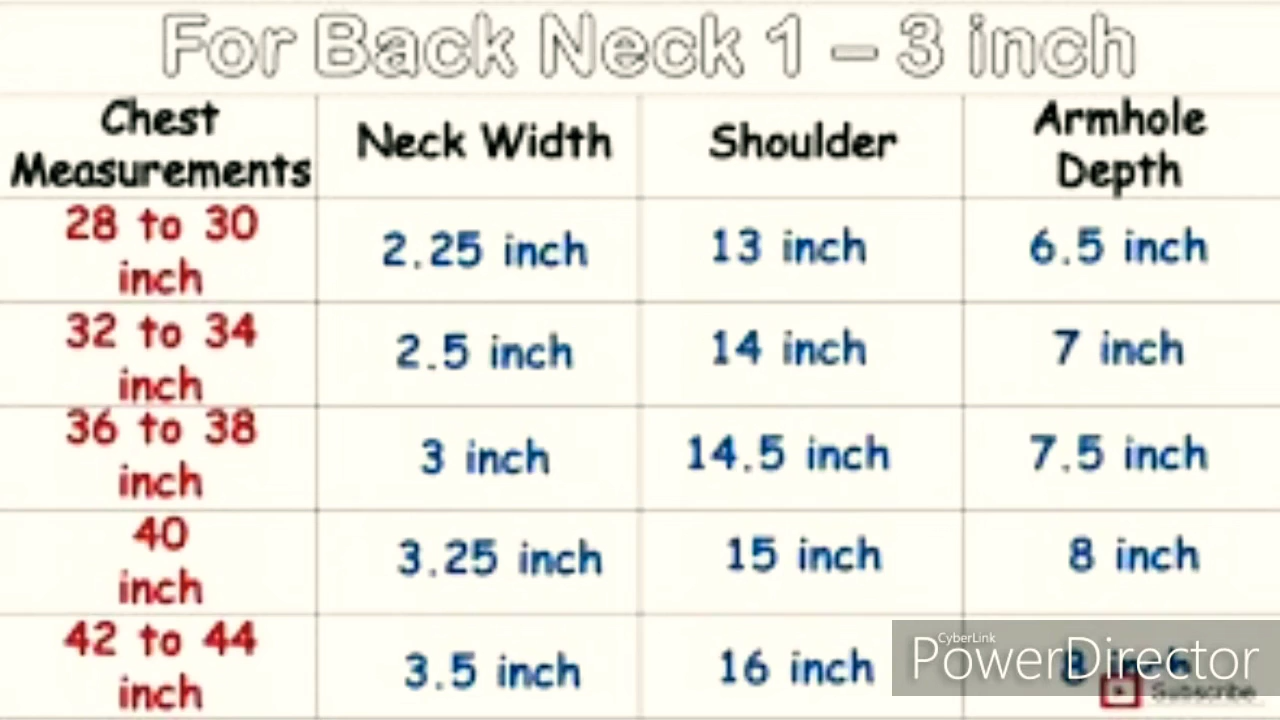 For Back Neck 1 – 3 inch
Chest
Measurements
Neck Width
Shoulder
Armhole
Depth
28 to 30
inch
2.25 inch
13 inch
6.5 inch
32 to 34
inch
2.5 inch
14 inch
7 inch
36 to 38
inch
3 inch
14.5 inch
7.5 inch
40
inch
3.25 inch
15 inch
8 inch
42 to 44
inch
3.5 inch
16 inch
8 inch
CyberLink
PowerDirector
Subscribe